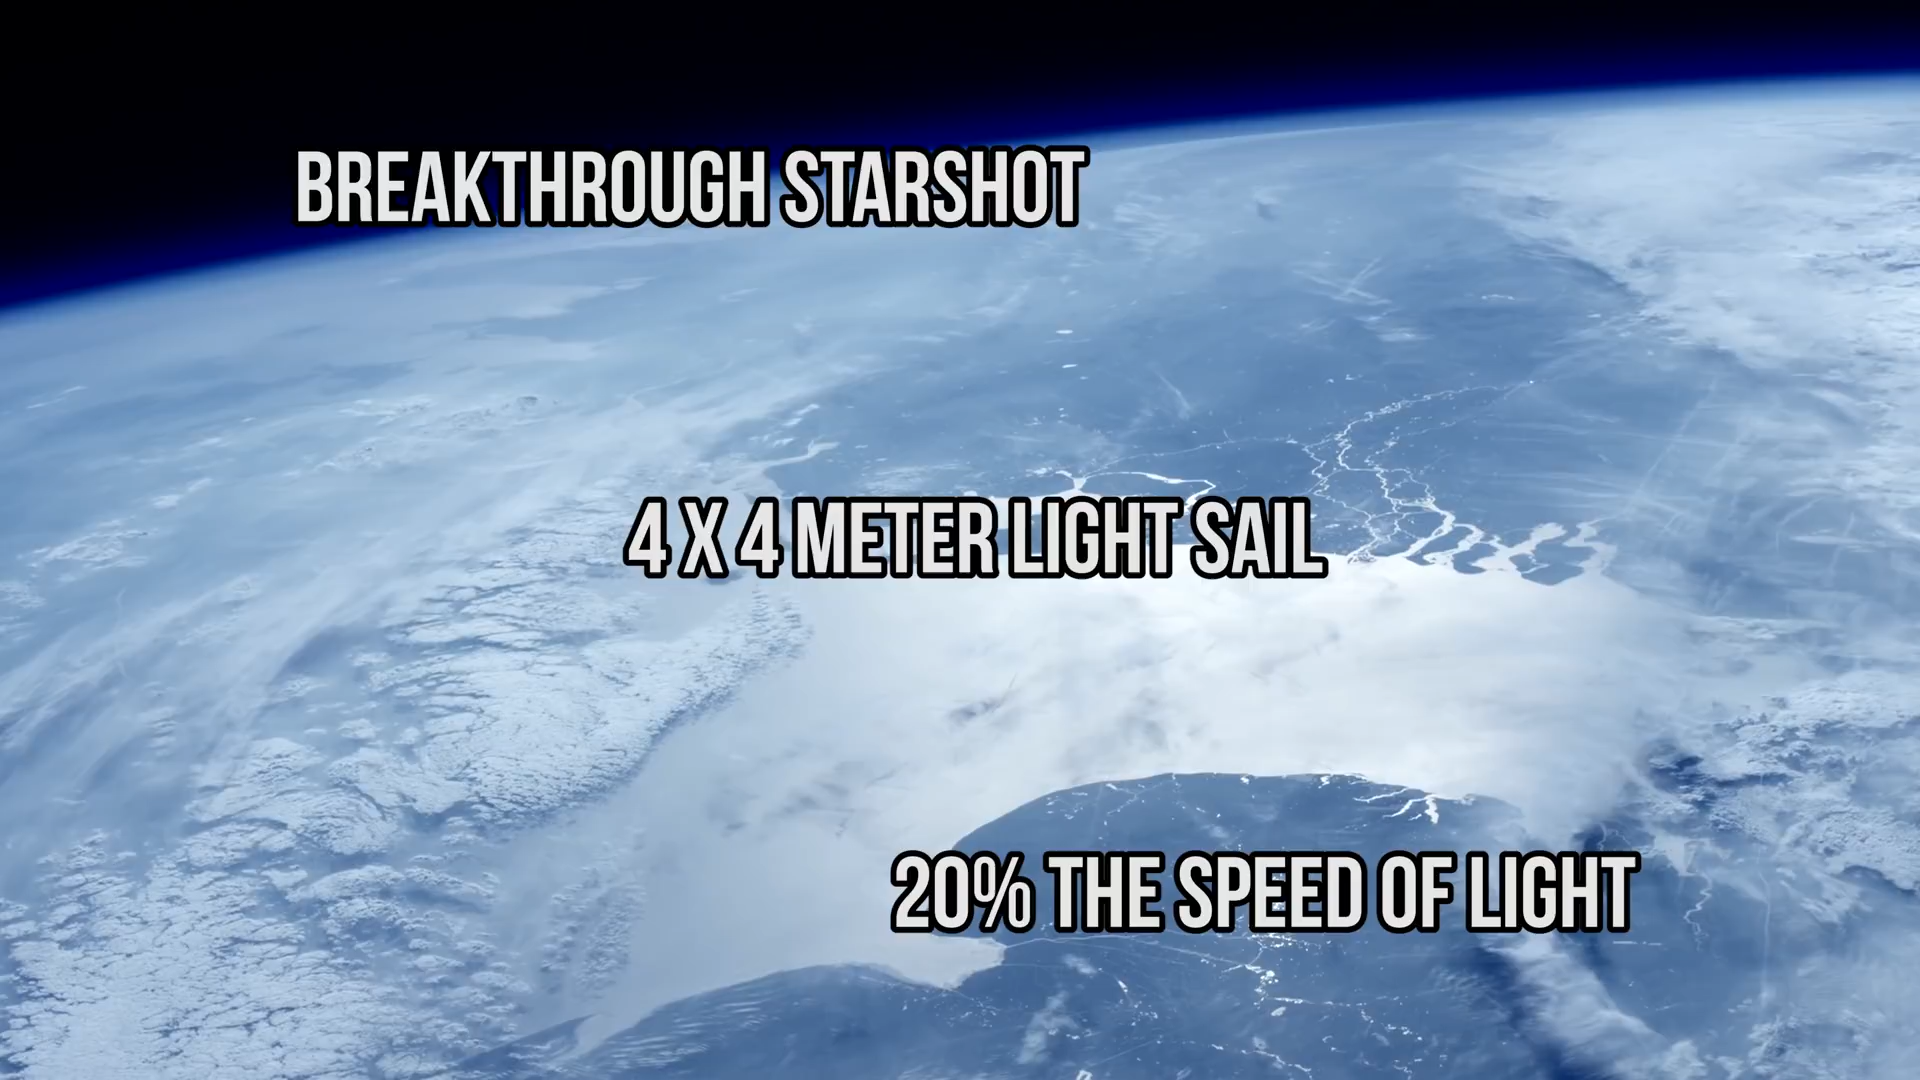 BREAKTHROUGH STARSHOT
4 X 4 METER LIGHT SAIL
20% THE SPEED OF LIGHT